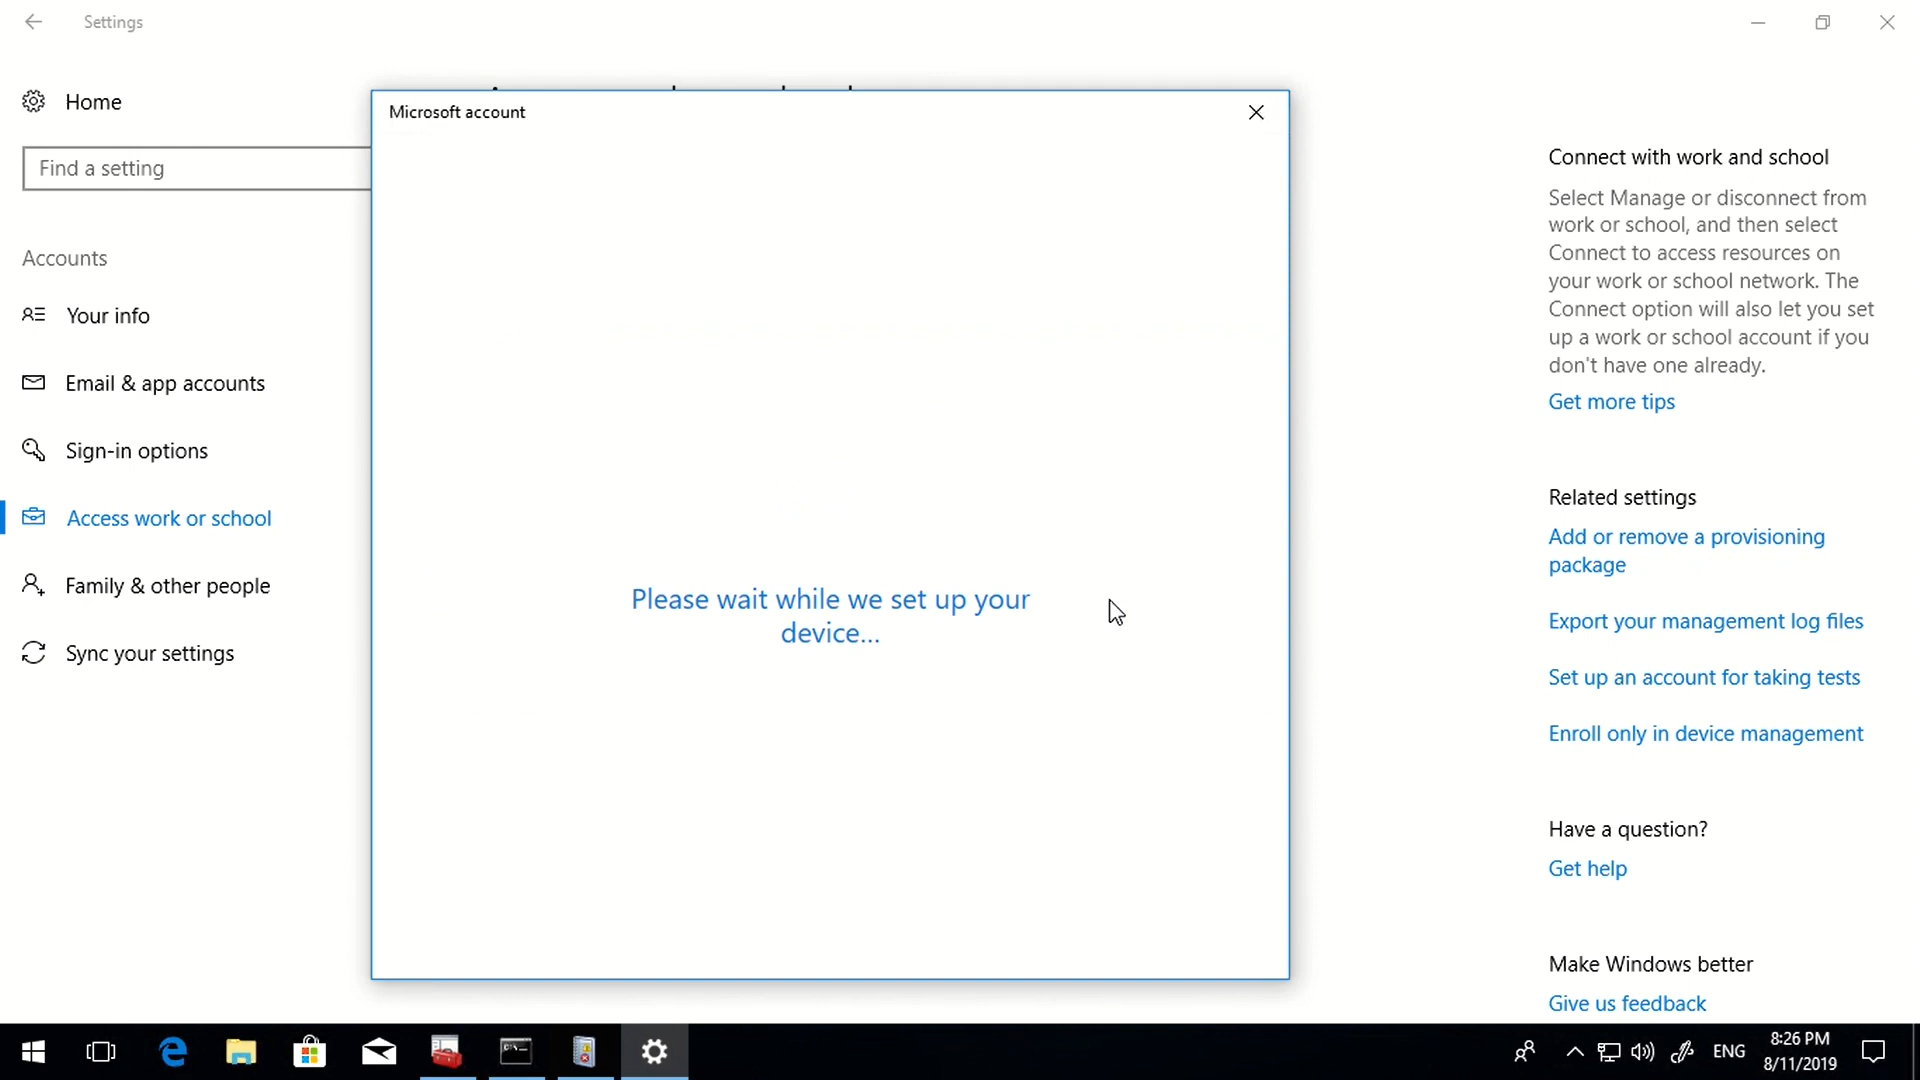 Settings
Home
Find a setting
Accounts
Your info
Email & app accounts
Sign-in options
Access work or school
Family & other people
Sync your settings
Microsoft account
Please wait while we set up your
device...
Connect with work and school
Select Manage or disconnect from
work or school, and then select
Connect to access resources on
your work or school network. The
Connect option will also let you set
up a work or school account if you
don't have one already.
Get more tips
Related settings
Add or remove a provisioning
package
Export your management log files
Set up an account for taking tests
Enroll only in device management
Have a question?
Get help
Make Windows better
Give us feedback
ENG
8:26 PM
8/11/2019